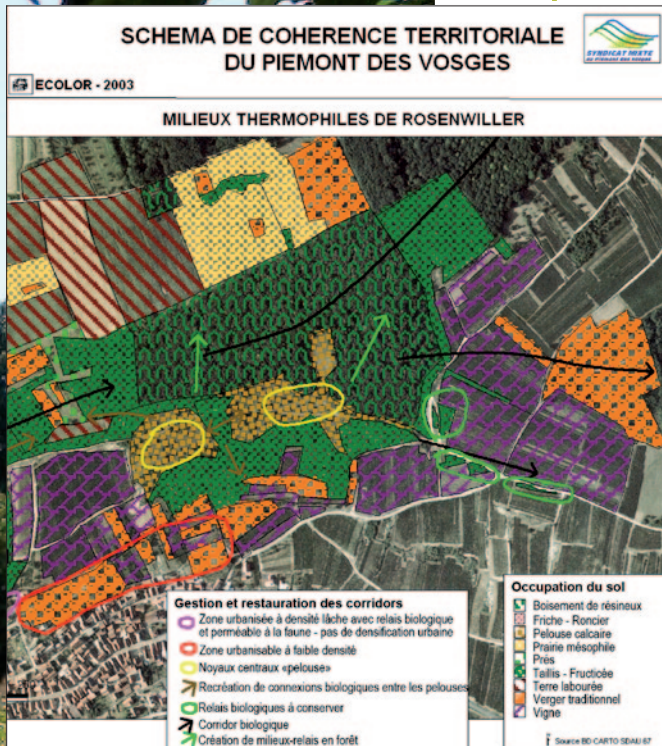 SCHEMA DE COHERENCE TERRITORIALE
DU PIEMONT DES VOSGES
SYNDICAT MIXTE
DU PIEMONT DES VOSGES
ECOLOR - 2003
MILIEUX THERMOPHILES DE ROSENWILLER
Gestion et restauration des corridors
Zone urbanisée à densité lâche avec relais biologique
et perméable à la faune - pas de densification urbaine
Zone urbanisable à faible densité
Noyaux centraux «pelouse»
Recréation de connexions biologiques entre les pelouses
Relais biologiques à conserver
Corridor biologique
Création de milieux-relais en forêt
Occupation du sol
Boisement de résineux
Friche - Roncier
Pelouse calcaire
Prairie mésophile
Prés
Taillis - Fruticée
Terre labourée
Verger traditionnel
Vigne
Source BD-CARTO SDAU 67